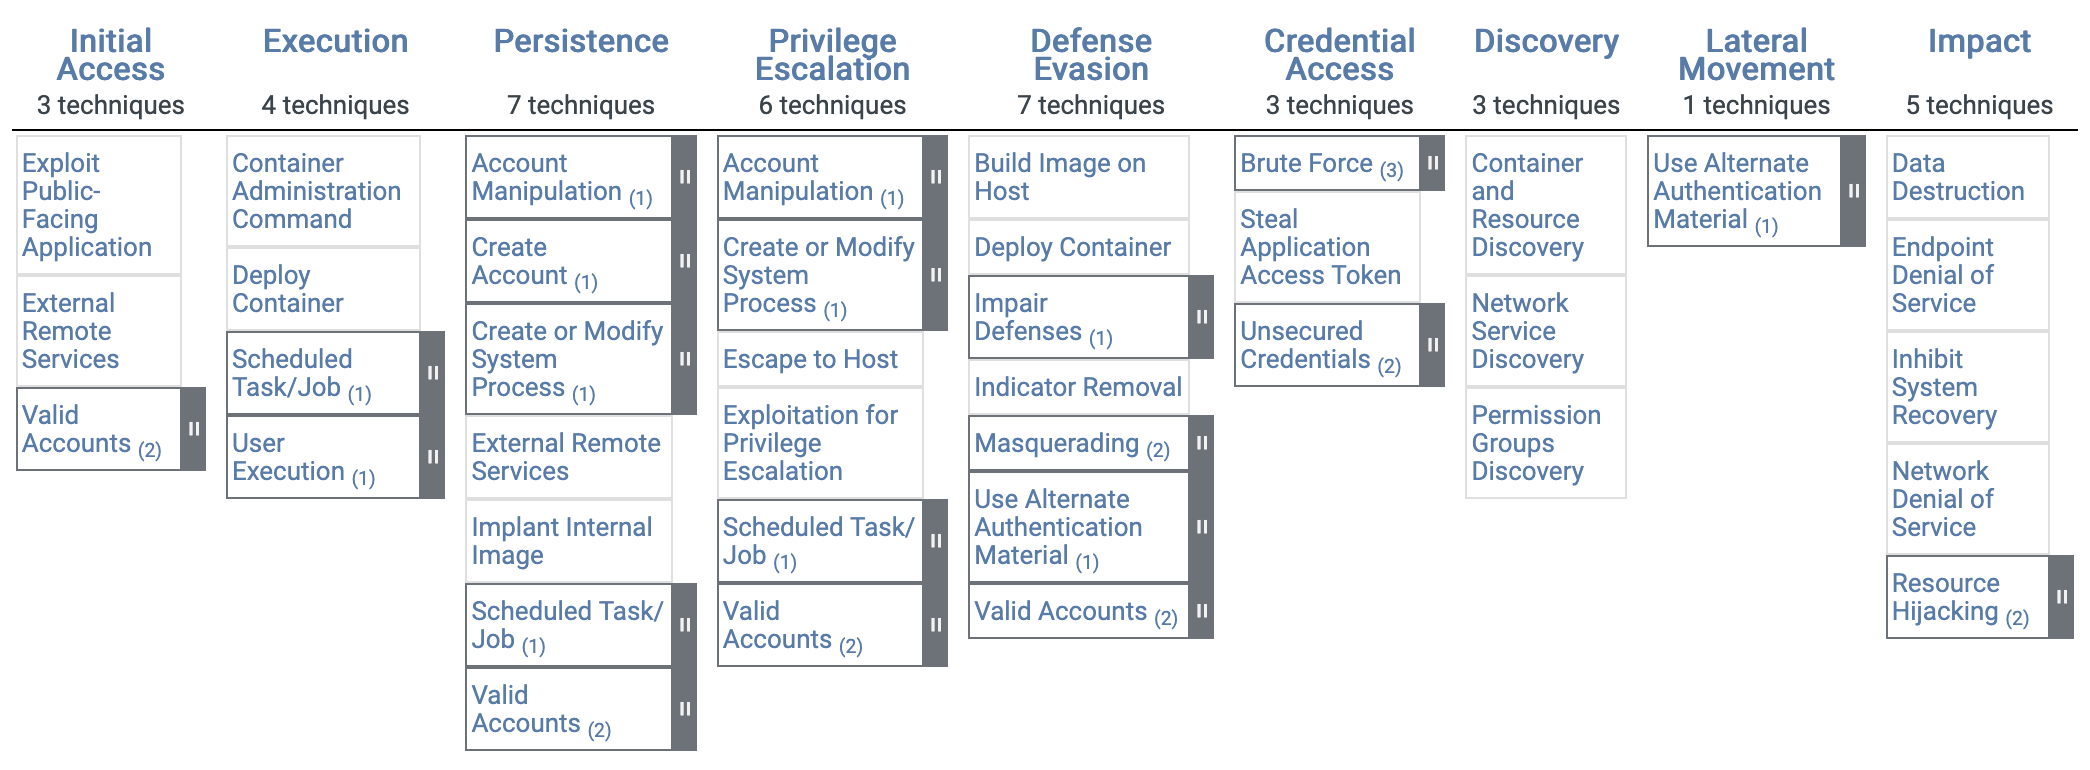 Initial
Access
3 techniques
Exploit
Public-
Facing
Application
External
Remote
Services
Valid
Accounts (2)
Execution
4 techniques
Container
Administration
Command
Deploy
Container
Scheduled
Task/Job (1)
User
Execution (1)
Persistence
7 techniques
Account
Manipulation (1)
Create
Account (1)
Create or Modify
System
Process (1)
External Remote
Services
Implant Internal
Image
Scheduled Task/
Job (1)
Valid
Accounts (2)
Privilege
Escalation
6 techniques
Account
Manipulation (1)
Create or Modify
System
Process (1)
Escape to Host
Exploitation for
Privilege
Escalation
Scheduled Task/
Job (1)
Valid
Accounts (2)
Defense
Evasion
7 techniques
Build Image on
Host
Deploy Container
Impair
Defenses (1)
Indicator Removal
Masquerading (2)
Use Alternate
Authentication
Material (1)
Valid Accounts (2)
Credential
Access
3 techniques
Brute Force (3)
Steal
Application
Access Token
Unsecured
Credentials (2)
Discovery
3 techniques
Container
and
Resource
Discovery
Network
Service
Discovery
Permission
Groups
Discovery
Lateral
Movement
1 techniques
Use Alternate
Authentication
Material (1)
Impact
5 techniques
Data
Destruction
Endpoint
Denial of
Service
Inhibit
System
Recovery
Network
Denial of
Service
Resource
Hijacking (2)